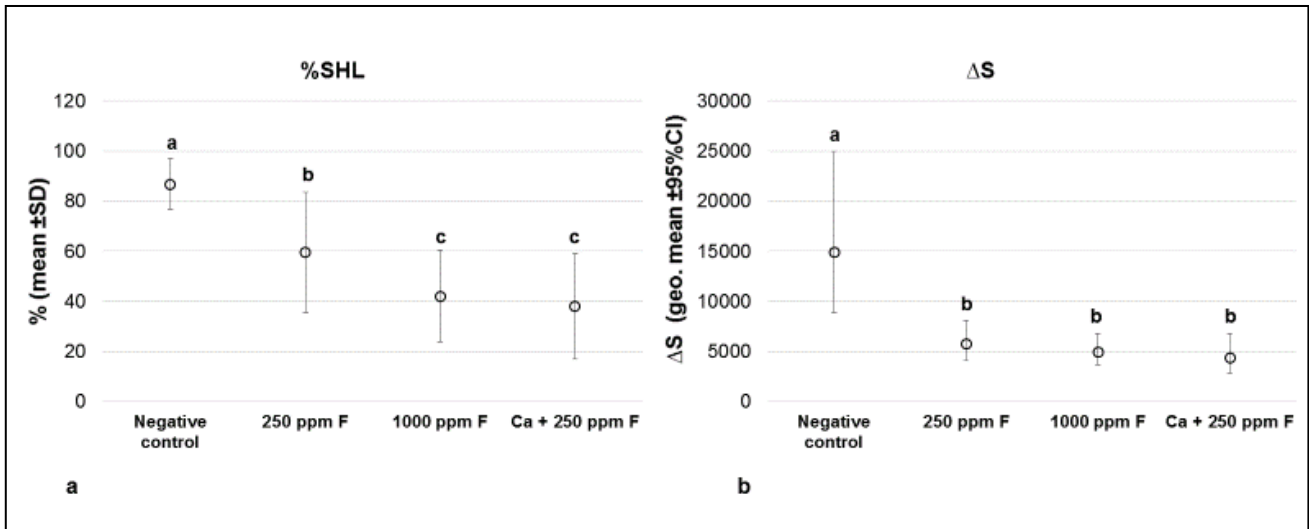 %SHL
% (mean ±SD)
120
100
80
60
40
20
0
a
b
c
c
Negative
control
250 ppm F
1000 ppm F
Ca + 250 ppm F
a
ΔS
ΔS (geo. mean ±95%CI)
30000
25000
20000
15000
10000
5000
0
a
b
b
b
Negative
control
250 ppm F
1000 ppm F
Ca + 250 ppm F
b